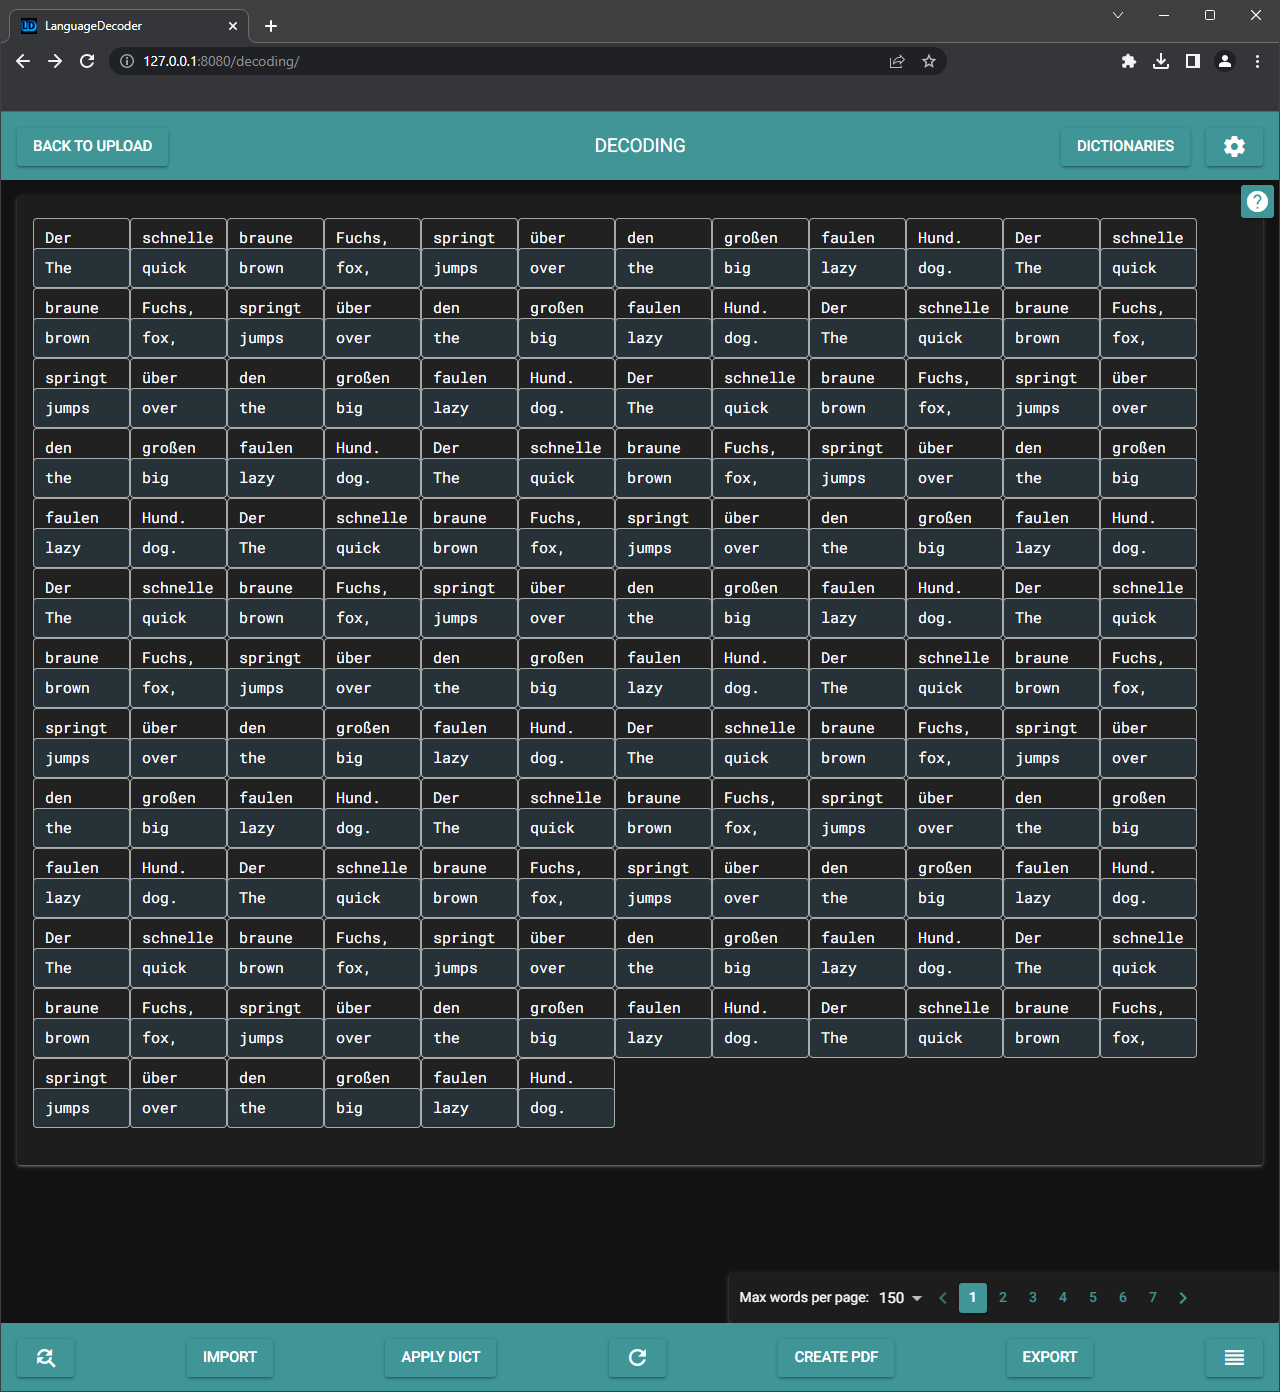 LanguageDecoder
127.0.0.1:8080/decoding/
BACK TO UPLOAD DECODING DICTIONARIES
Der schnelle braune Fuchs, springt über den großen faulen Hund. Der schnelle
The quick brown fox, jumps over the big lazy dog. The quick
braune Fuchs, springt über den großen faulen Hund. Der schnelle braune Fuchs,
brown fox, jumps over the big lazy dog. The quick brown fox,
springt über den großen faulen Hund. Der schnelle braune Fuchs, springt über
jumps over the big lazy dog. The quick brown fox, jumps over
den großen faulen Hund. Der schnelle braune Fuchs, springt über den großen
the big lazy dog. The quick brown fox, jumps over the big
faulen Hund. Der schnelle braune Fuchs, springt über den großen faulen Hund.
lazy dog. The quick brown fox, jumps over the big lazy dog.
Der schnelle braune Fuchs, springt über den großen faulen Hund. Der schnelle
The quick brown fox, jumps over the big lazy dog. The quick
braune Fuchs, springt über den großen faulen Hund. Der schnelle braune Fuchs,
brown fox, jumps over the big lazy dog. The quick brown fox,
springt über den großen faulen Hund. Der schnelle braune Fuchs, springt über
jumps over the big lazy dog. The quick brown fox, jumps over
den großen faulen Hund. Der schnelle braune Fuchs, springt über den großen
the big lazy dog. The quick brown fox, jumps over the big
faulen Hund. Der schnelle braune Fuchs, springt über den großen faulen Hund.
lazy dog. The quick brown fox, jumps over the big lazy dog.
Der schnelle braune Fuchs, springt über den großen faulen Hund. Der schnelle
The quick brown fox, jumps over the big lazy dog. The quick
braune Fuchs, springt über den großen faulen Hund. Der schnelle braune Fuchs,
brown fox, jumps over the big lazy dog. The quick brown fox,
springt über den großen faulen Hund.
jumps over the big lazy dog.
Max words per page: 150 1 2 3 4 5 6 7
IMPORT APPLY DICT CREATE PDF EXPORT